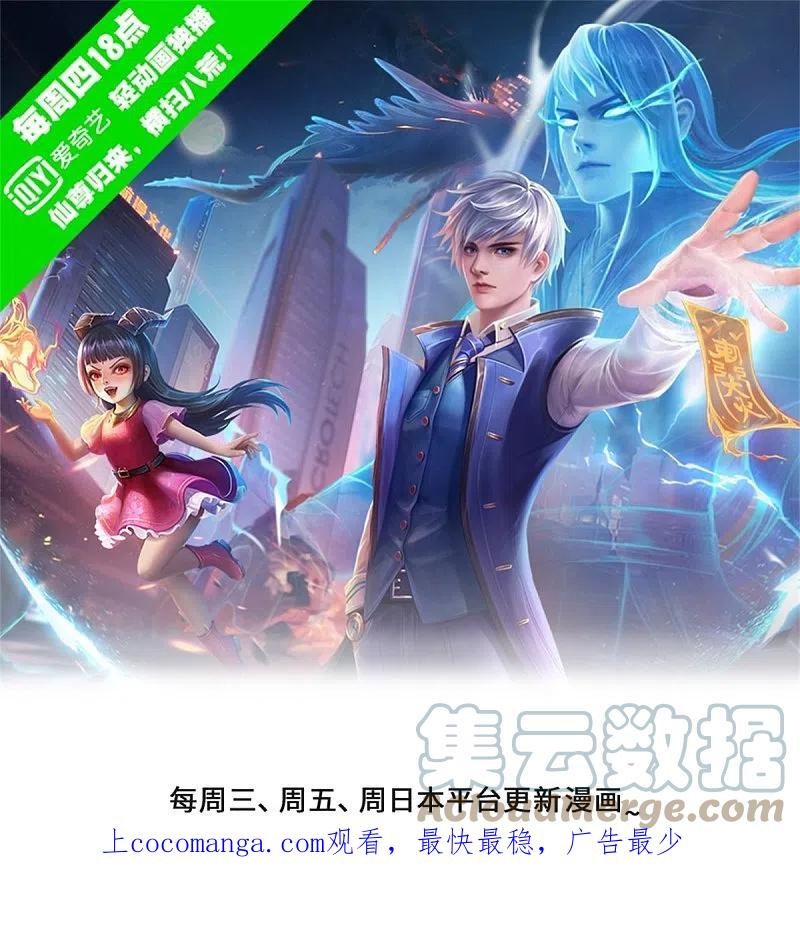 每周四18点
iQIYI 爱奇艺 轻动画独播
仙尊归来，横扫八荒！
CROTECH
集云数据
Acloudmerge.com
每周三、周五、周日本平台更新漫画~
上cocomanga.com观看，最快最稳，广告最少